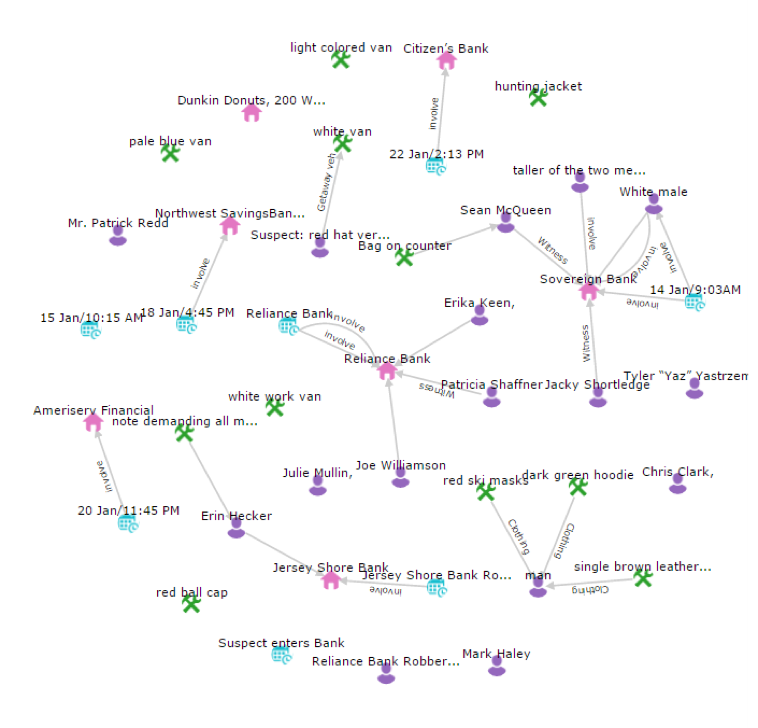 light colored van
Citizen's Bank
hunting jacket
Dunkin Donuts, 200 W...
white van
pale blue van
involve
22 Jan/2:13 PM
taller of the two me...
Getaway veh
White male
Northwest SavingsBan...
Sean McQueen
Mr. Patrick Redd
Suspect: red hat ver...
Bag on counter
involve
Witness
involve
involve
involve
Sovereign Bank
14 Jan/9:03AM
involve
15 Jan/10:15 AM
18 Jan/4:45 PM
Reliance Bank
involve
involve
Erika Keen,
Witness
Reliance Bank
Patricia Shaffner
Jacky Shortledge
Tyler “Yaz” Yastrzem
Witness
white work van
Ameriserv Financial
note demanding all m...
involve
Julie Mullin,
Joe Williamson
red ski masks
dark green hoodie
Chris Clark,
20 Jan/11:45 PM
Erin Hecker
Clothing
Clothing
Jersey Shore Bank
Jersey Shore Bank Ro...
man
single brown leather...
involve
Clothing
red ball cap
Suspect enters Bank
Reliance Bank Robber...
Mark Haley